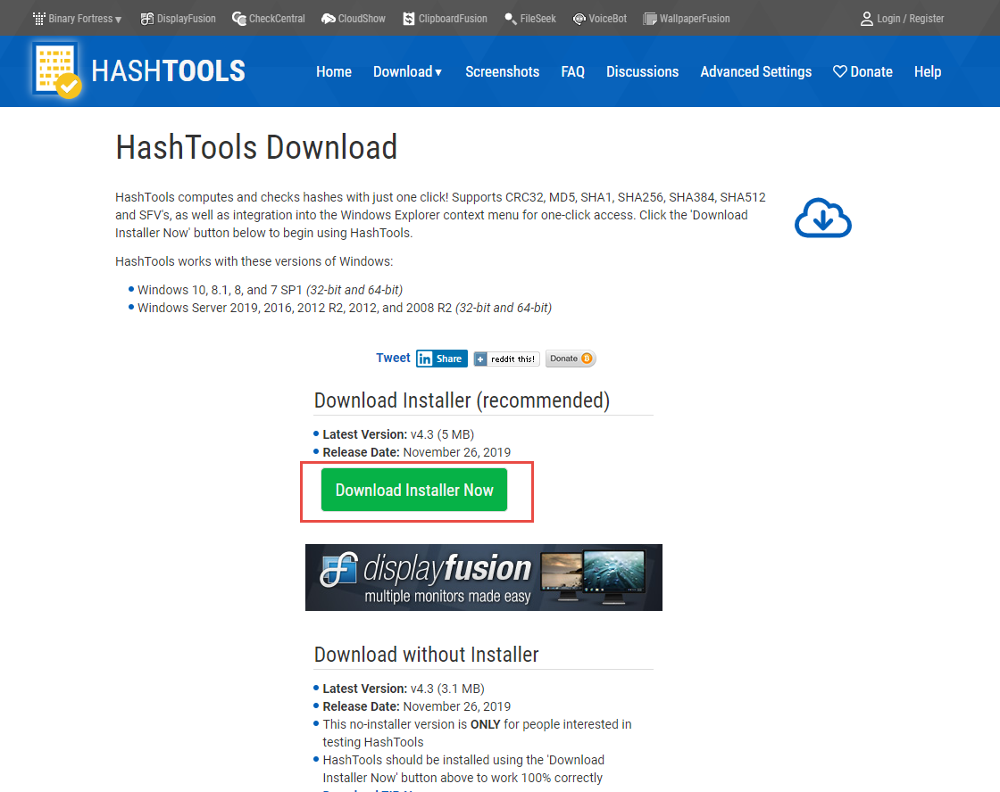 Binary Fortress ▾ DisplayFusion CheckCentral CloudShow ClipboardFusion FileSeek VoiceBot WallpaperFusion Login / Register
HASHTOOLS Home Download ▾ Screenshots FAQ Discussions Advanced Settings Donate Help
HashTools Download
HashTools computes and checks hashes with just one click! Supports CRC32, MD5, SHA1, SHA256, SHA384, SHA512
and SFV's, as well as integration into the Windows Explorer context menu for one-click access. Click the 'Download
Installer Now' button below to begin using HashTools.
HashTools works with these versions of Windows:
Windows 10, 8.1, 8, and 7 SP1 (32-bit and 64-bit)
Windows Server 2019, 2016, 2012 R2, 2012, and 2008 R2 (32-bit and 64-bit)
Tweet in Share reddit this! Donate
Download Installer (recommended)
Latest Version: v4.3 (5 MB)
Release Date: November 26, 2019
Download Installer Now
displayfusion
multiple monitors made easy
Download without Installer
Latest Version: v4.3 (3.1 MB)
Release Date: November 26, 2019
This no-installer version is ONLY for people interested in
testing HashTools
HashTools should be installed using the 'Download
Installer Now' button above to work 100% correctly